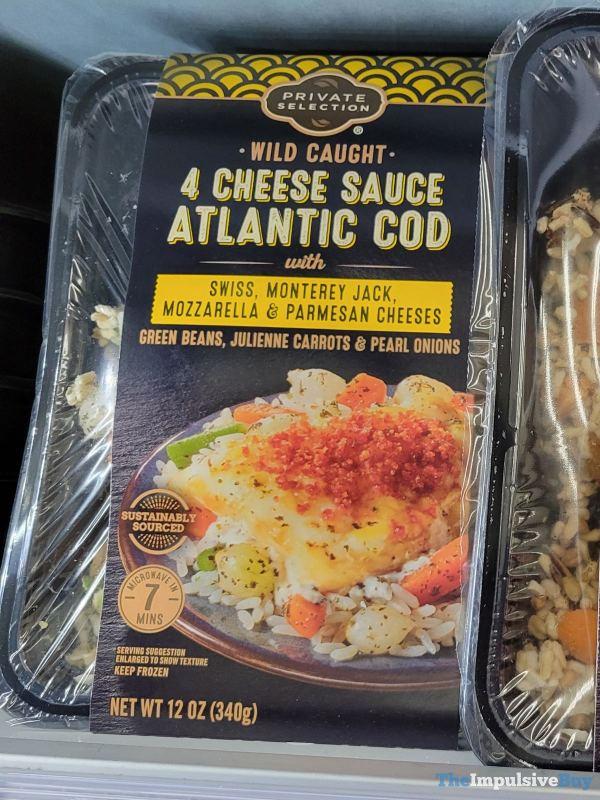 PRIVATE
SELECTION
®
· WILD CAUGHT ·
4 CHEESE SAUCE
ATLANTIC COD
with
SWISS, MONTEREY JACK,
MOZZARELLA & PARMESAN CHEESES
GREEN BEANS, JULIENNE CARROTS & PEARL ONIONS
SUSTAINABLY
SOURCED
MICROWAVE IN
7
MINS
SERVING SUGGESTION
ENLARGED TO SHOW TEXTURE
KEEP FROZEN
NET WT 12 OZ (340g)
TheImpulsiveBuy